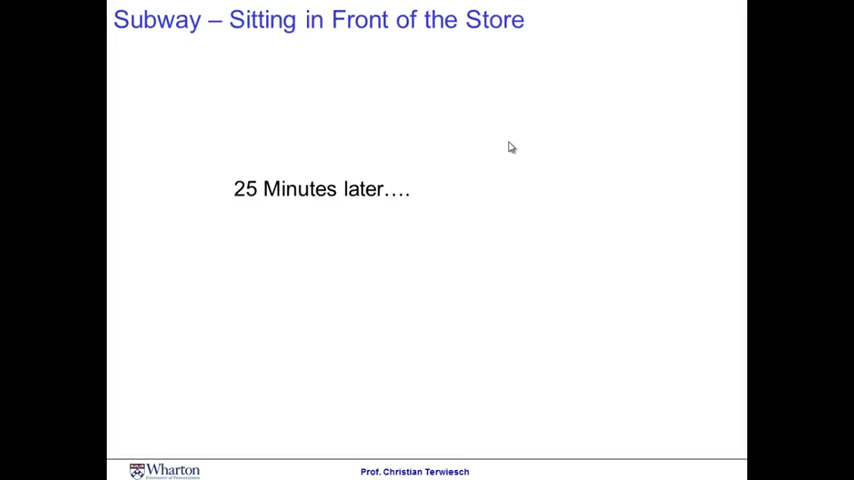 Subway – Sitting in Front of the Store
25 Minutes later….
Wharton
Prof. Christian Terwiesch